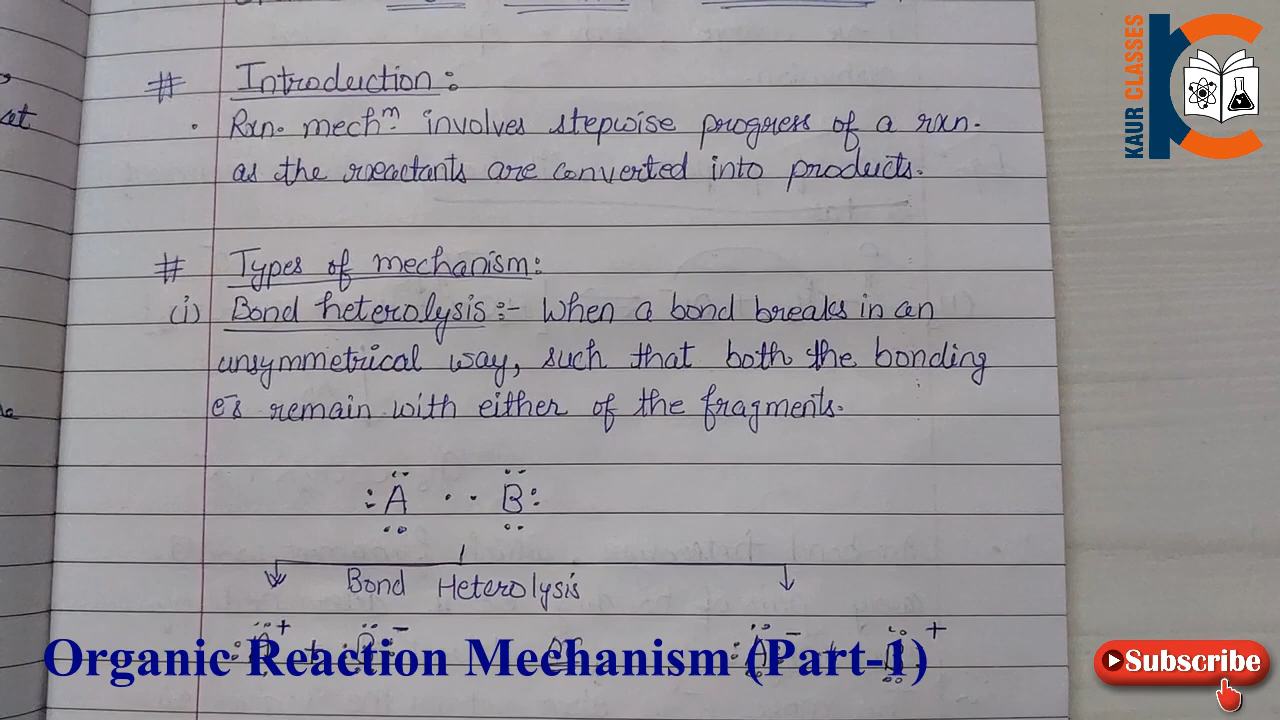 # Introduction:
· Rxn. mechm. involves stepwise progress of a rxn.
as the reactants are converted into products.
# Types of mechanism:
(i) Bond heterolysis :- When a bond breaks in an
unsymmetrical way, such that both the bonding
e-s remain with either of the fragments.
:A · · B:
Bond Heterolysis
A+ + B:- or :A:- + B+
Organic Reaction Mechanism (Part-1)
KAUR CLASSES
Subscribe